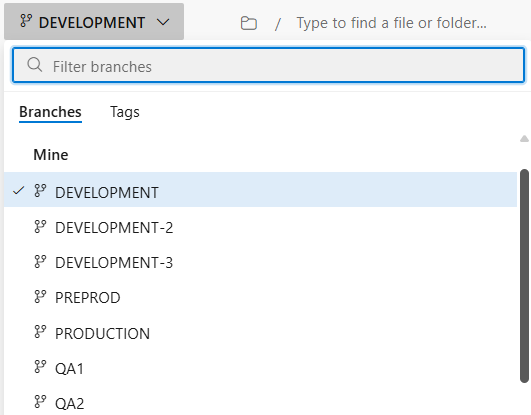 DEVELOPMENT / Type to find a file or folder...
Filter branches
Branches Tags
Mine
DEVELOPMENT
DEVELOPMENT-2
DEVELOPMENT-3
PREPROD
PRODUCTION
QA1
QA2